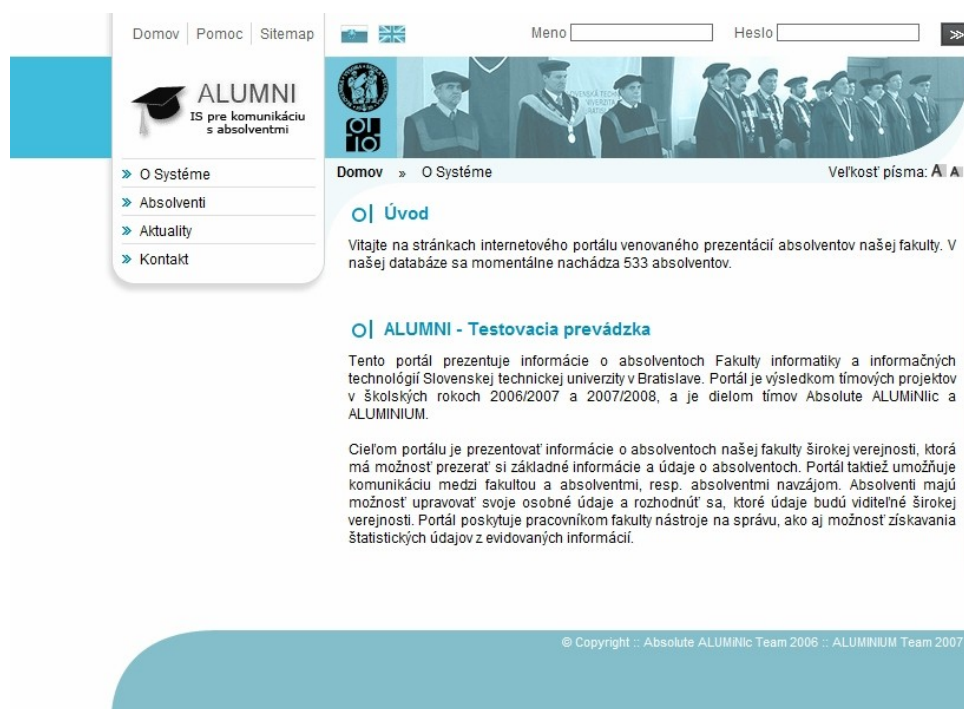 Domov Pomoc Sitemap
Meno Heslo
ALUMNI
IS pre komunikáciu
s absolventmi
O Systéme
Absolventi
Aktuality
Kontakt
Domov » O Systéme Veľkosť písma: A A
Úvod
Vitajte na stránkach internetového portálu venovaného prezentácií absolventov našej fakulty. V
našej databáze sa momentálne nachádza 533 absolventov.
ALUMNI - Testovacia prevádzka
Tento portál prezentuje informácie o absolventoch Fakulty informatiky a informačných
technológií Slovenskej technickej univerzity v Bratislave. Portál je výsledkom tímových projektov
v školských rokoch 2006/2007 a 2007/2008, a je dielom tímov Absolute ALUMiNIic a
ALUMINIUM.
Cieľom portálu je prezentovať informácie o absolventoch našej fakulty širokej verejnosti, ktorá
má možnosť prezerať si základné informácie a údaje o absolventoch. Portál taktiež umožňuje
komunikáciu medzi fakultou a absolventmi, resp. absolventmi navzájom. Absolventi majú
možnosť upravovať svoje osobné údaje a rozhodnúť sa, ktoré údaje budú viditeľné širokej
verejnosti. Portál poskytuje pracovníkom fakulty nástroje na správu, ako aj možnosť získavania
štatistických údajov z evidovaných informácií.
© Copyright :: Absolute ALUMiNIc Team 2006 :: ALUMINIUM Team 2007